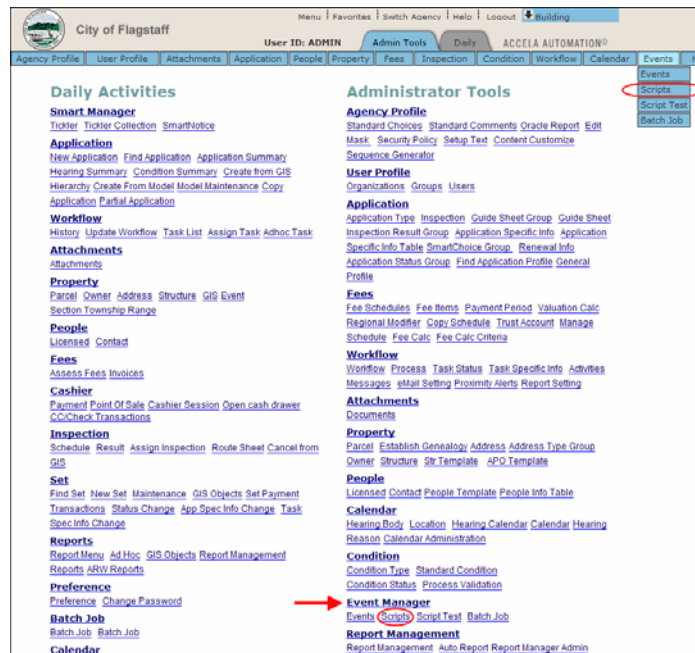 Menu Favorites Switch Agency Help Logout Building
City of Flagstaff
User ID: ADMIN Admin Tools Daily ACCELA AUTOMATION®
Agency Profile User Profile Attachments Application People Property Fees Inspection Condition Workflow Calendar Events
Events
Scripts
Script Test
Batch Job
Daily Activities
Smart Manager
Tickler Tickler Collection SmartNotice
Application
New Application Find Application Application Summary
Hearing Summary Condition Summary Create from GIS
Hierarchy Create From Model Model Maintenance Copy
Application Partial Application
Workflow
History Update Workflow Task List Assign Task Adhoc Task
Attachments
Attachments
Property
Parcel Owner Address Structure GIS Event
Section Township Range
People
Licensed Contact
Fees
Assess Fees Invoices
Cashier
Payment Point Of Sale Cashier Session Open cash drawer
CC/Check Transactions
Inspection
Schedule Result Assign Inspection Route Sheet Cancel from
GIS
Set
Find Set New Set Maintenance GIS Objects Set Payment
Transactions Status Change App Spec Info Change Task
Spec Info Change
Reports
Report Menu Ad Hoc GIS Objects Report Management
Reports ARW Reports
Preference
Preference Change Password
Batch Job
Batch Job Batch Job
Calendar
Administrator Tools
Agency Profile
Standard Choices Standard Comments Oracle Report Edit
Mask Security Policy Setup Text Content Customize
Sequence Generator
User Profile
Organizations Groups Users
Application
Application Type Inspection Guide Sheet Group Guide Sheet
Inspection Result Group Application Specific Info Application
Specific Info Table SmartChoice Group Renewal Info
Application Status Group Find Application Profile General
Profile
Fees
Fee Schedules Fee Items Payment Period Valuation Calc
Regional Modifier Copy Schedule Trust Account Manage
Schedule Fee Calc Fee Calc Criteria
Workflow
Workflow Process Task Status Task Specific Info Activities
Messages eMail Setting Proximity Alerts Report Setting
Attachments
Documents
Property
Parcel Establish Genealogy Address Address Type Group
Owner Structure Str Template APO Template
People
Licensed Contact People Template People Info Table
Calendar
Hearing Body Location Hearing Calendar Calendar Hearing
Reason Calendar Administration
Condition
Condition Type Standard Condition
Condition Status Process Validation
Event Manager
Events Scripts Script Test Batch Job
Report Management
Report Management Auto Report Report Manager Admin